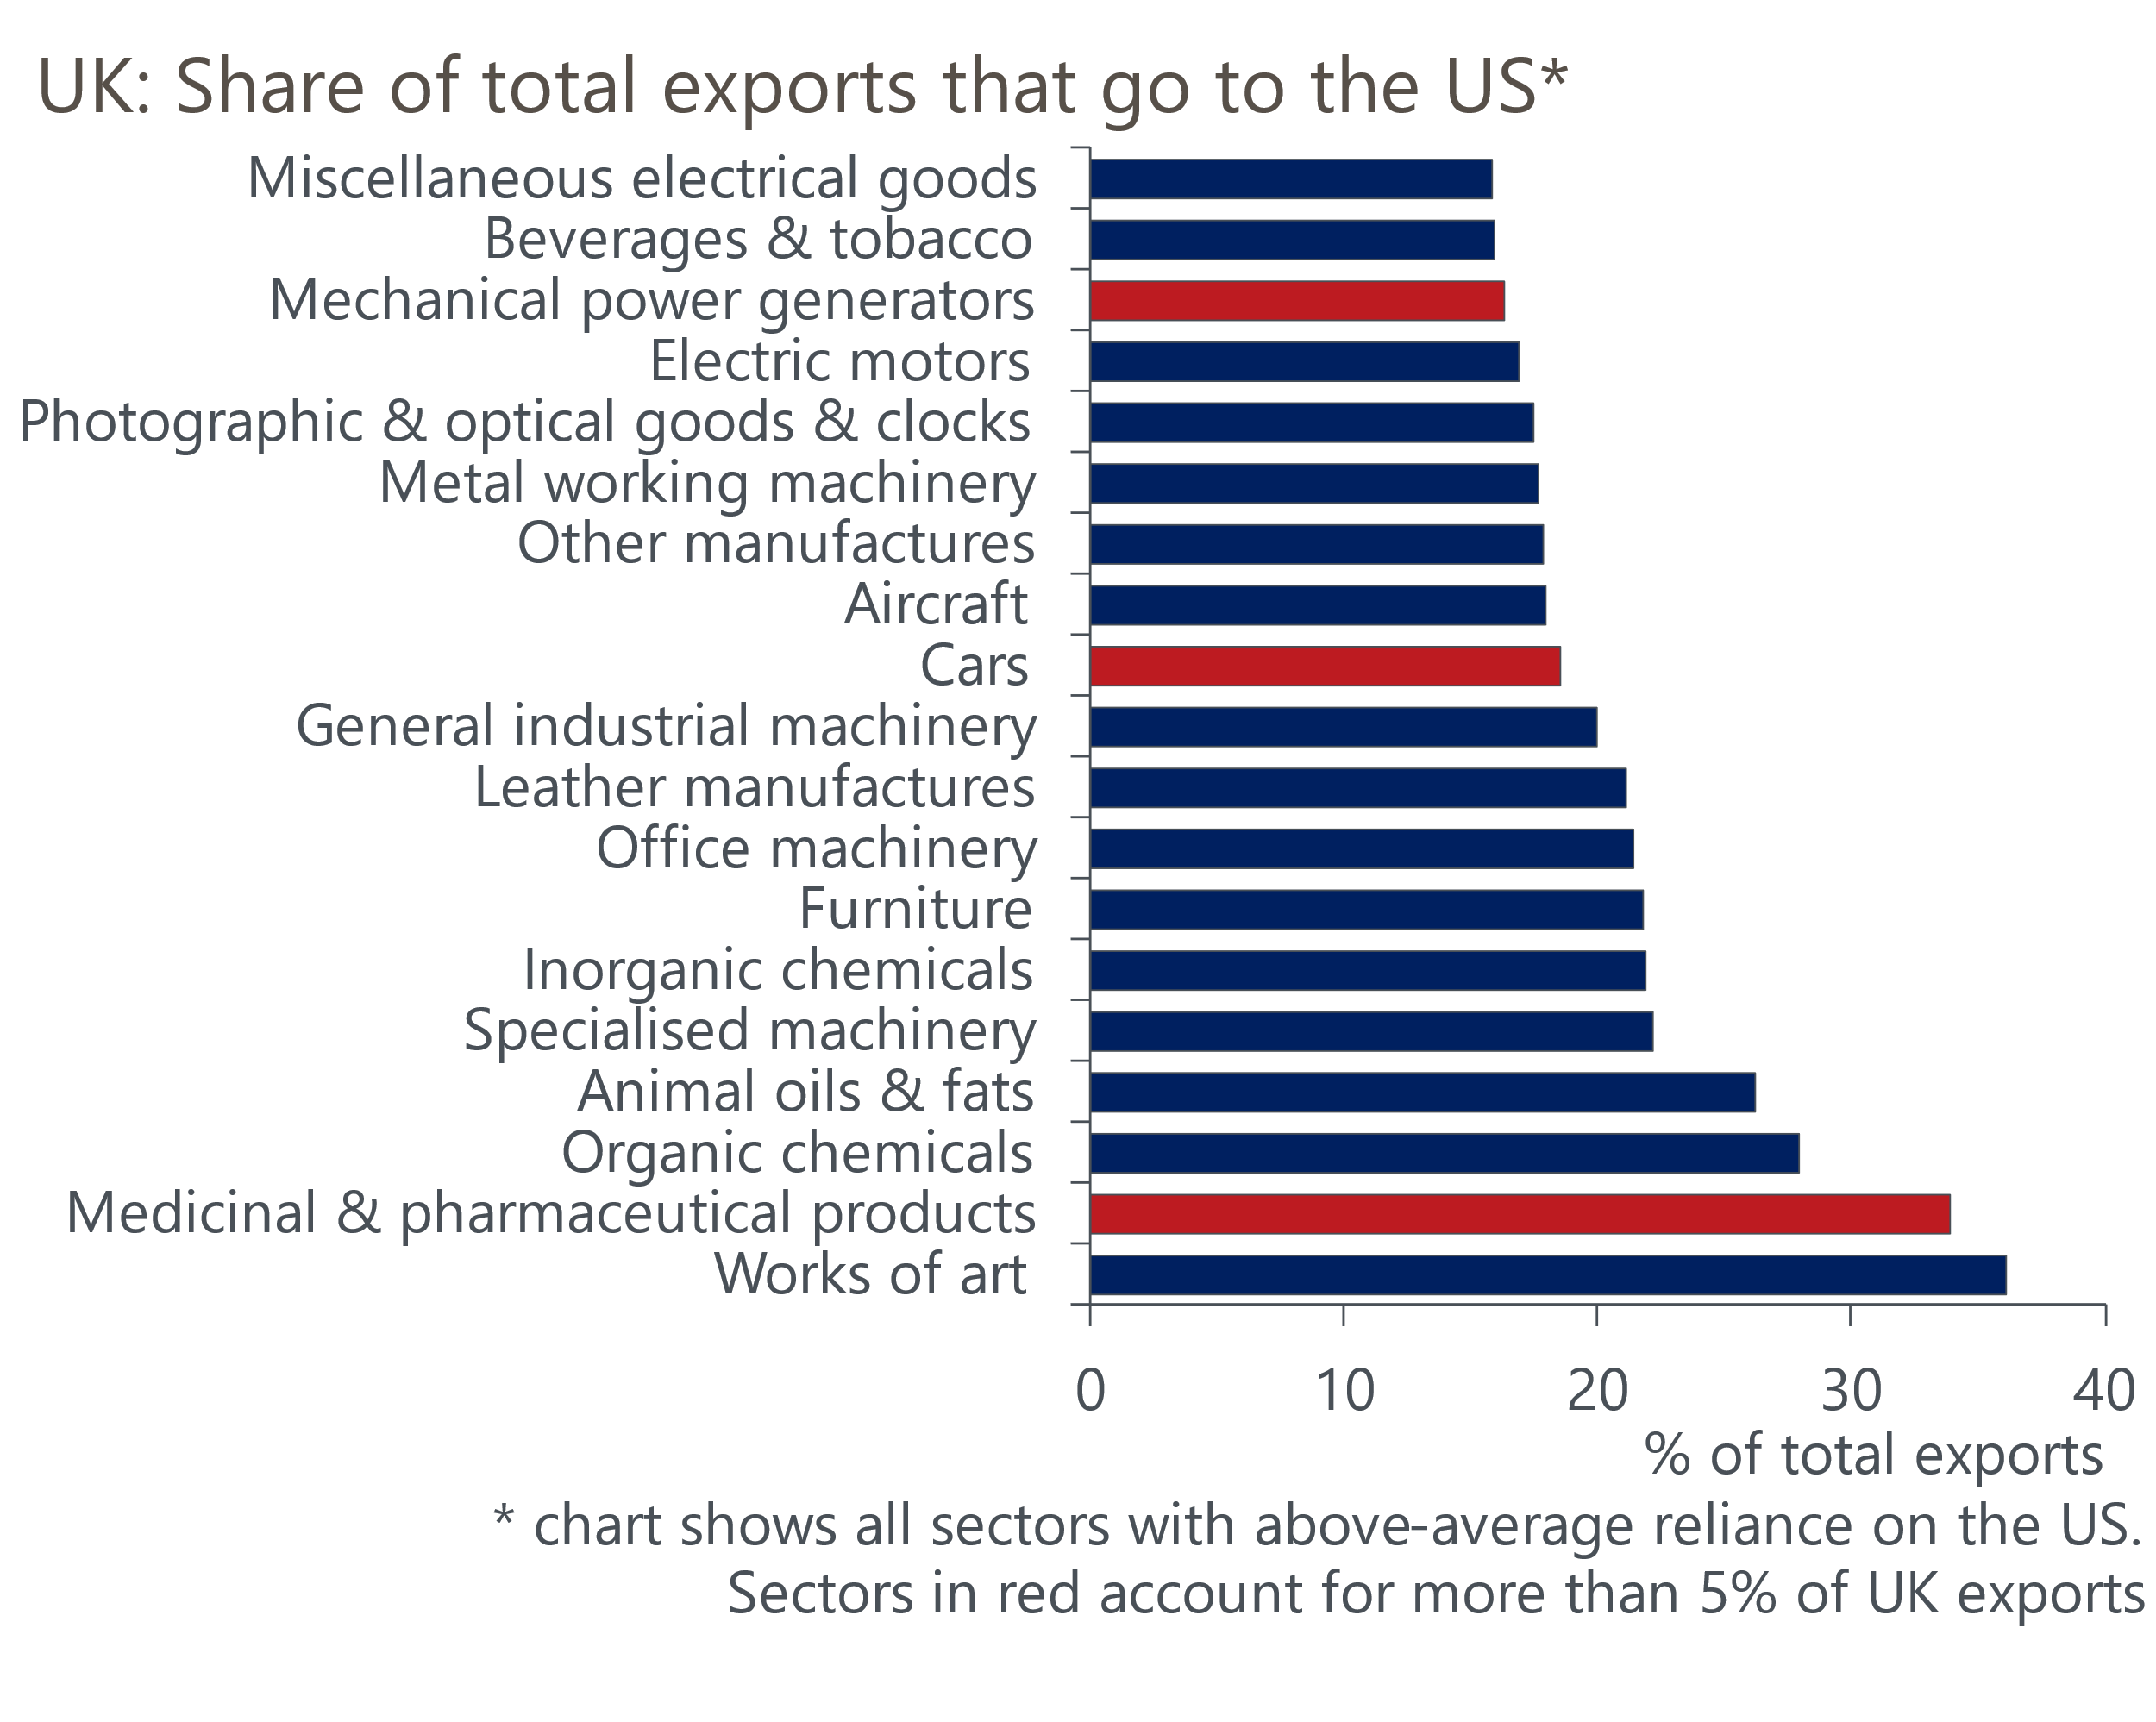 UK: Share of total exports that go to the US*
Miscellaneous electrical goods
Beverages & tobacco
Mechanical power generators
Electric motors
Photographic & optical goods & clocks
Metal working machinery
Other manufactures
Aircraft
Cars
General industrial machinery
Leather manufactures
Office machinery
Furniture
Inorganic chemicals
Specialised machinery
Animal oils & fats
Organic chemicals
Medicinal & pharmaceutical products
Works of art
0 10 20 30 40
% of total exports
* chart shows all sectors with above-average reliance on the US.
Sectors in red account for more than 5% of UK exports